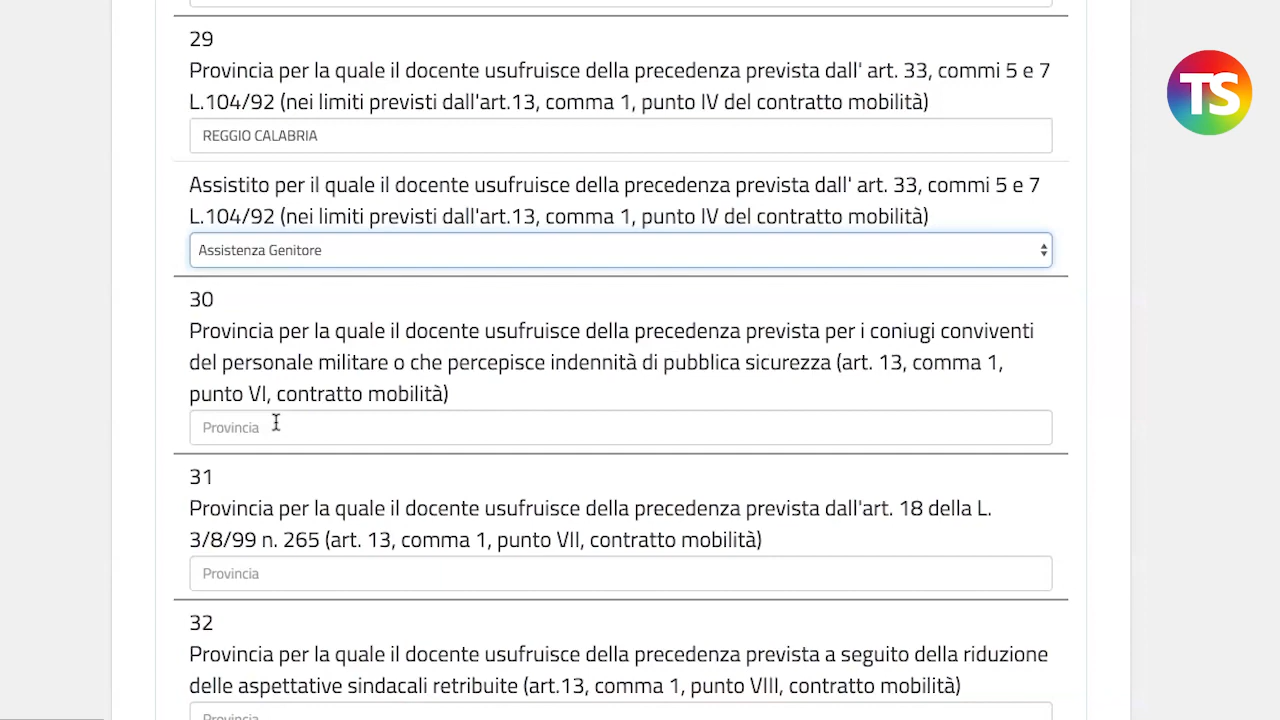 29
Provincia per la quale il docente usufruisce della precedenza prevista dall' art. 33, commi 5 e 7
L.104/92 (nei limiti previsti dall'art.13, comma 1, punto IV del contratto mobilità)
REGGIO CALABRIA
Assistito per il quale il docente usufruisce della precedenza prevista dall' art. 33, commi 5 e 7
L.104/92 (nei limiti previsti dall'art.13, comma 1, punto IV del contratto mobilità)
Assistenza Genitore
30
Provincia per la quale il docente usufruisce della precedenza prevista per i coniugi conviventi
del personale militare o che percepisce indennità di pubblica sicurezza (art. 13, comma 1,
punto VI, contratto mobilità)
Provincia
31
Provincia per la quale il docente usufruisce della precedenza prevista dall'art. 18 della L.
3/8/99 n. 265 (art. 13, comma 1, punto VII, contratto mobilità)
Provincia
32
Provincia per la quale il docente usufruisce della precedenza prevista a seguito della riduzione
delle aspettative sindacali retribuite (art.13, comma 1, punto VIII, contratto mobilità)
Provincia
TS